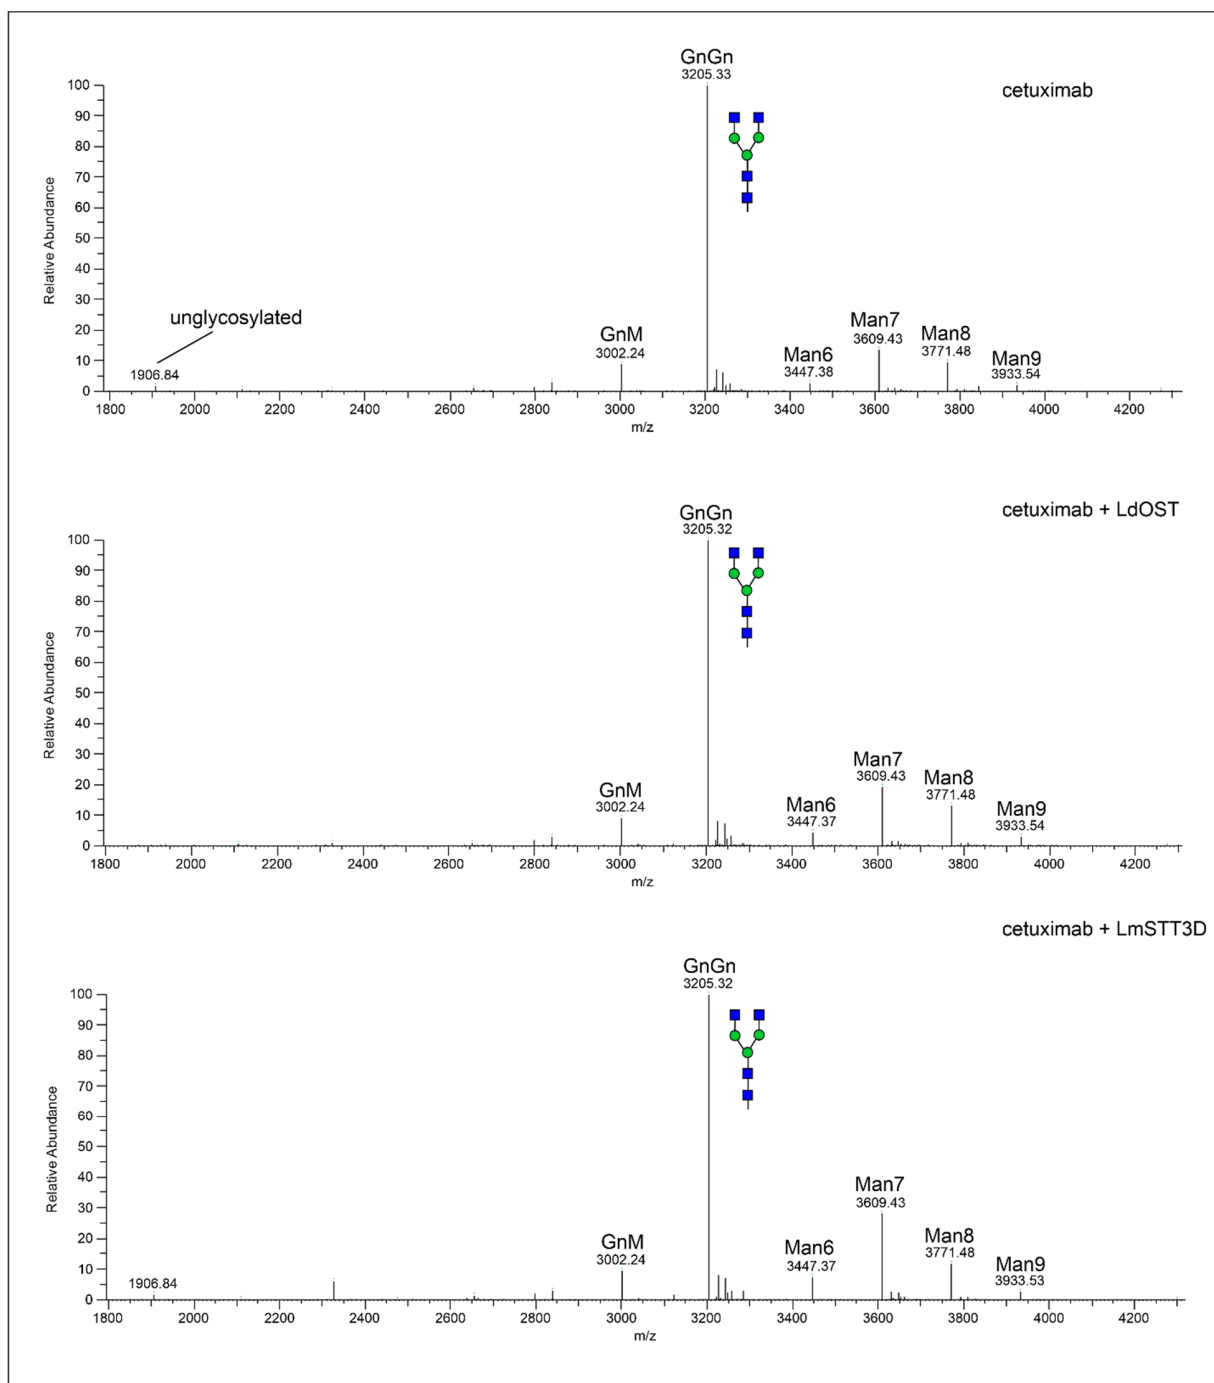 GnGn
3205.33
cetuximab
100
90
80
70
60
50
40
30
20
10
0
Relative Abundance
unglycosylated
1906.84
GnM
3002.24
Man6
3447.38
Man7
3609.43
Man8
3771.48
Man9
3933.54
1800 2000 2200 2400 2600 2800 3000 3200 3400 3600 3800 4000 4200
m/z
cetuximab + LdOST
GnGn
3205.32
100
90
80
70
60
50
40
30
20
10
0
Relative Abundance
GnM
3002.24
Man6
3447.37
Man7
3609.43
Man8
3771.48
Man9
3933.54
1800 2000 2200 2400 2600 2800 3000 3200 3400 3600 3800 4000 4200
m/z
cetuximab + LmSTT3D
GnGn
3205.32
100
90
80
70
60
50
40
30
20
10
0
Relative Abundance
1906.84
GnM
3002.24
Man6
3447.37
Man7
3609.43
Man8
3771.48
Man9
3933.53
1800 2000 2200 2400 2600 2800 3000 3200 3400 3600 3800 4000 4200
m/z